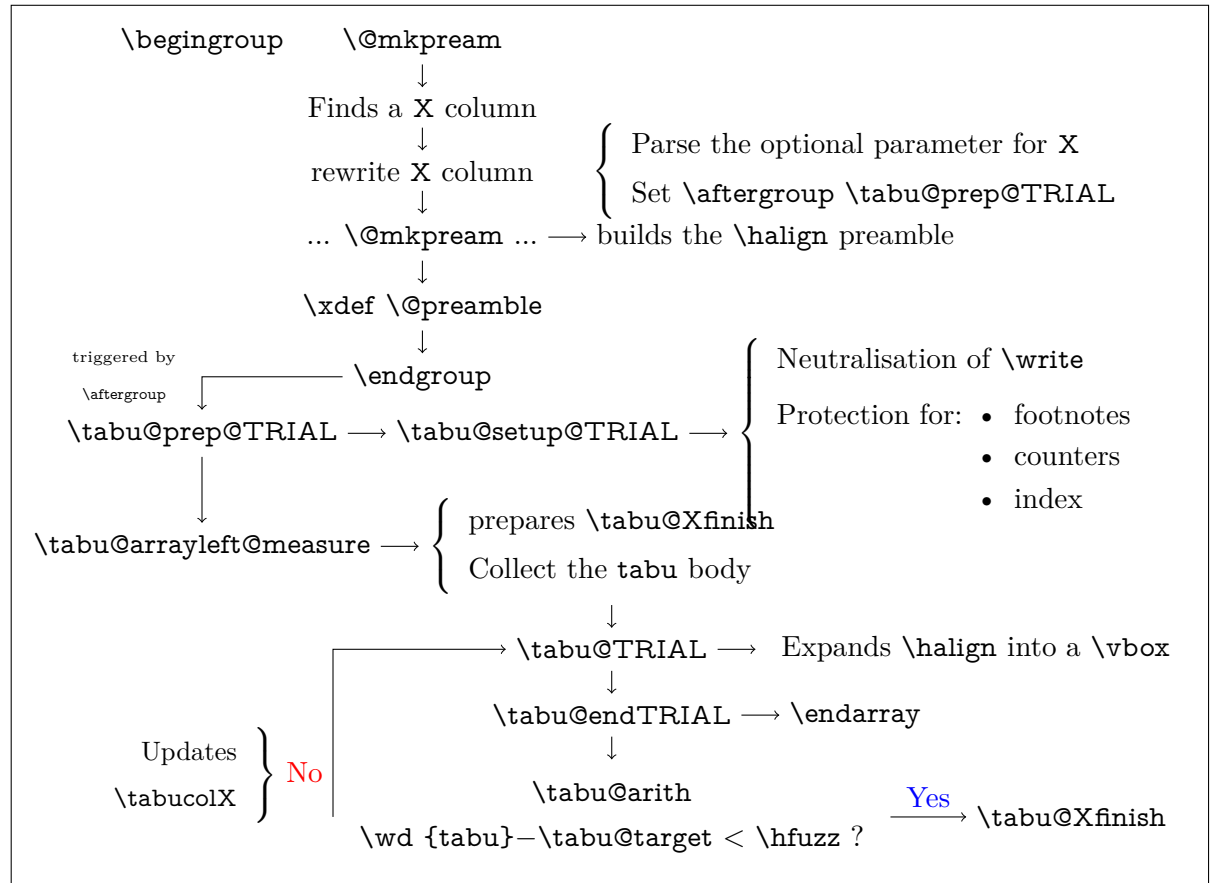 \begingroup \@mkpream
Finds a X column
rewrite X column
Parse the optional parameter for X
Set \aftergroup \tabu@prep@TRIAL
... \@mkpream ... ⟶ builds the \halign preamble
\xdef \@preamble
triggered by
\aftergroup
\endgroup
Neutralisation of \write
Protection for: • footnotes
• counters
• index
\tabu@prep@TRIAL ⟶ \tabu@setup@TRIAL ⟶
\tabu@arrayleft@measure ⟶
prepares \tabu@Xfinish
Collect the tabu body
\tabu@TRIAL ⟶ Expands \halign into a \vbox
\tabu@endTRIAL ⟶ \endarray
Updates
\tabucolX
No
\tabu@arith
\wd {tabu}−\tabu@target < \hfuzz ?
Yes
\tabu@Xfinish